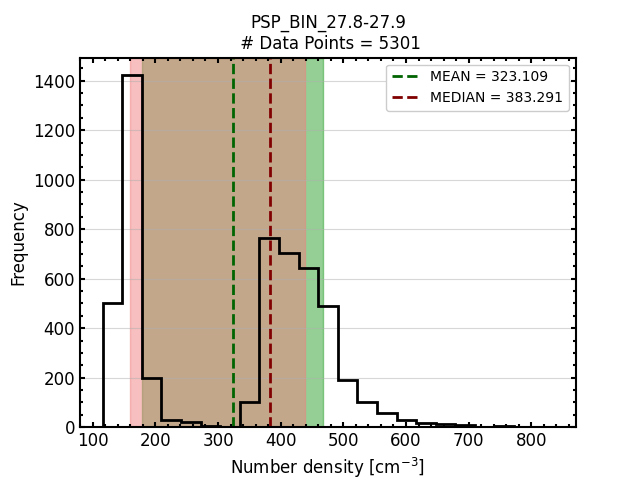 PSP_BIN_27.8-27.9
# Data Points = 5301
MEAN = 323.109
MEDIAN = 383.291
Frequency
1400
1200
1000
800
600
400
200
0
100 200 300 400 500 600 700 800
Number density [cm⁻³]